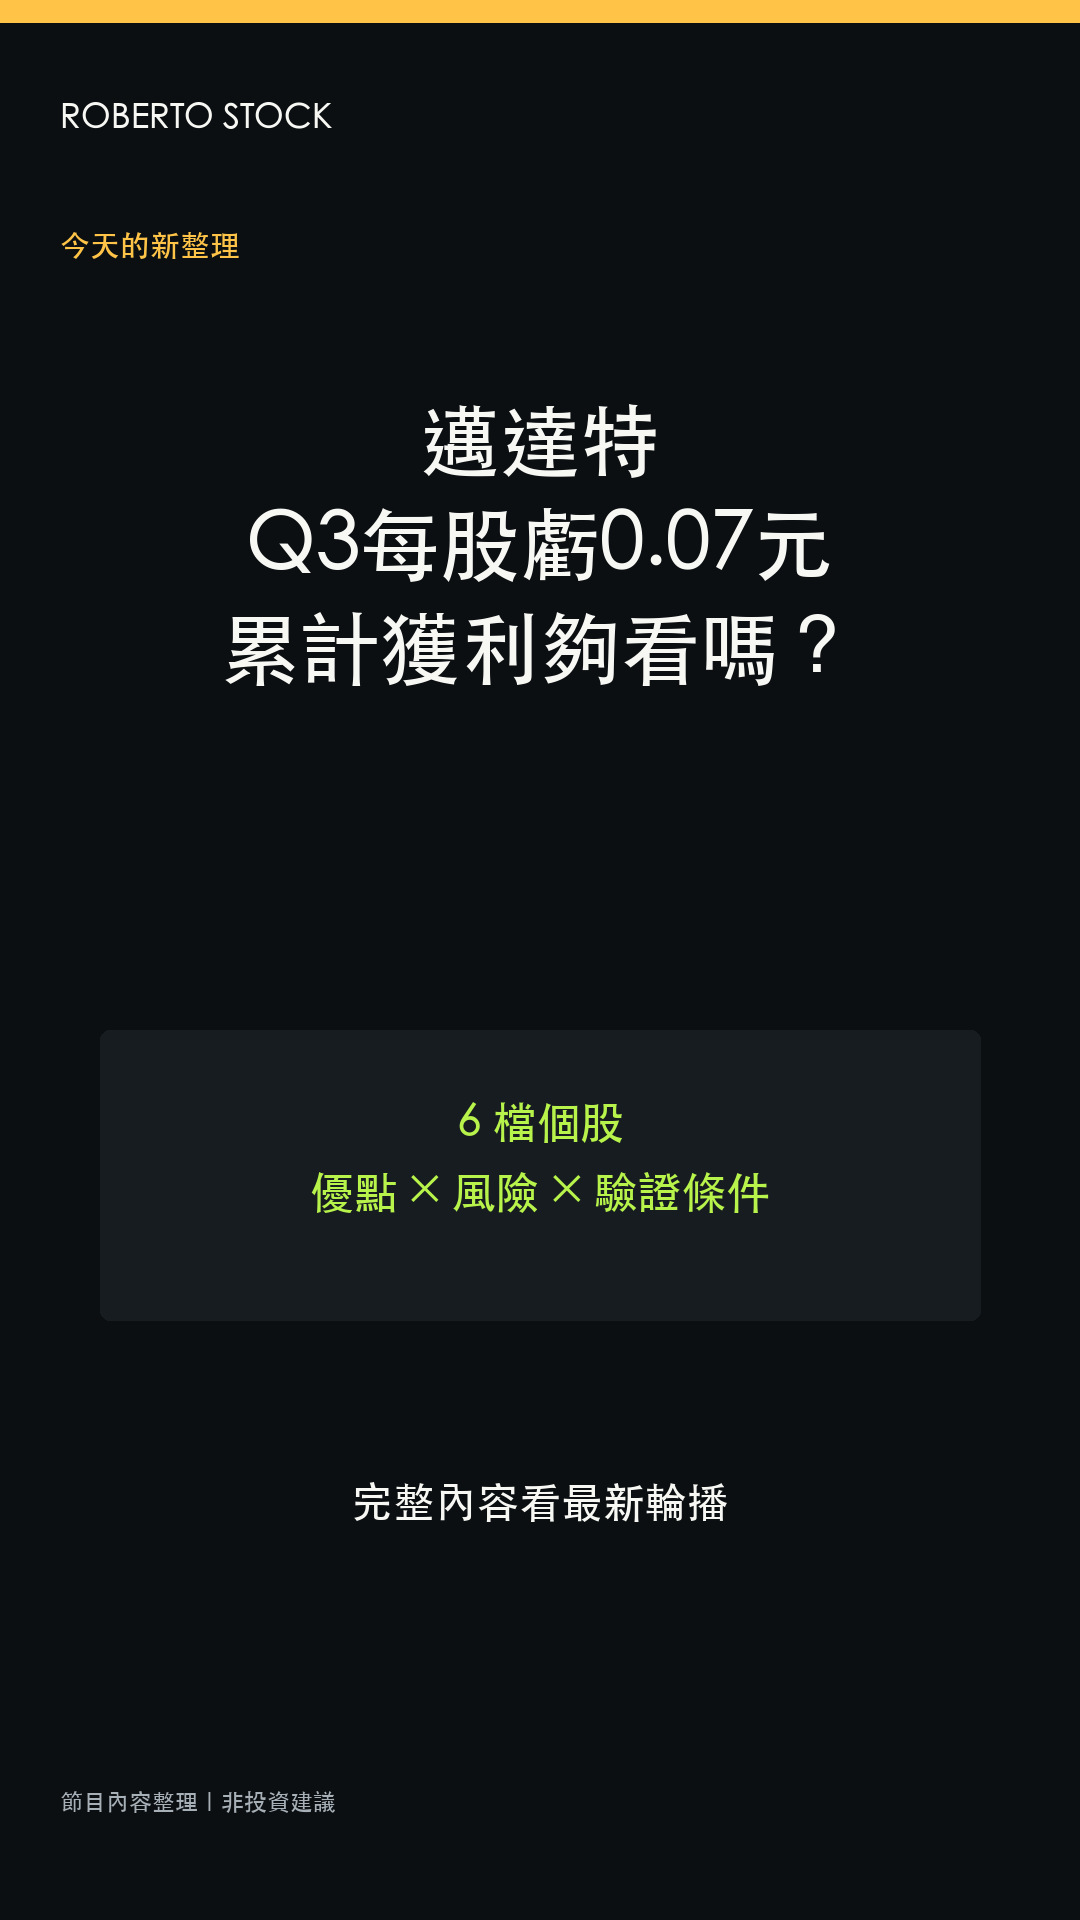 ROBERTO STOCK
今天的新整理
邁達特
Q3每股虧0.07元
累計獲利夠看嗎？
6 檔個股
優點 × 風險 × 驗證條件
完整內容看最新輪播
節目內容整理｜非投資建議